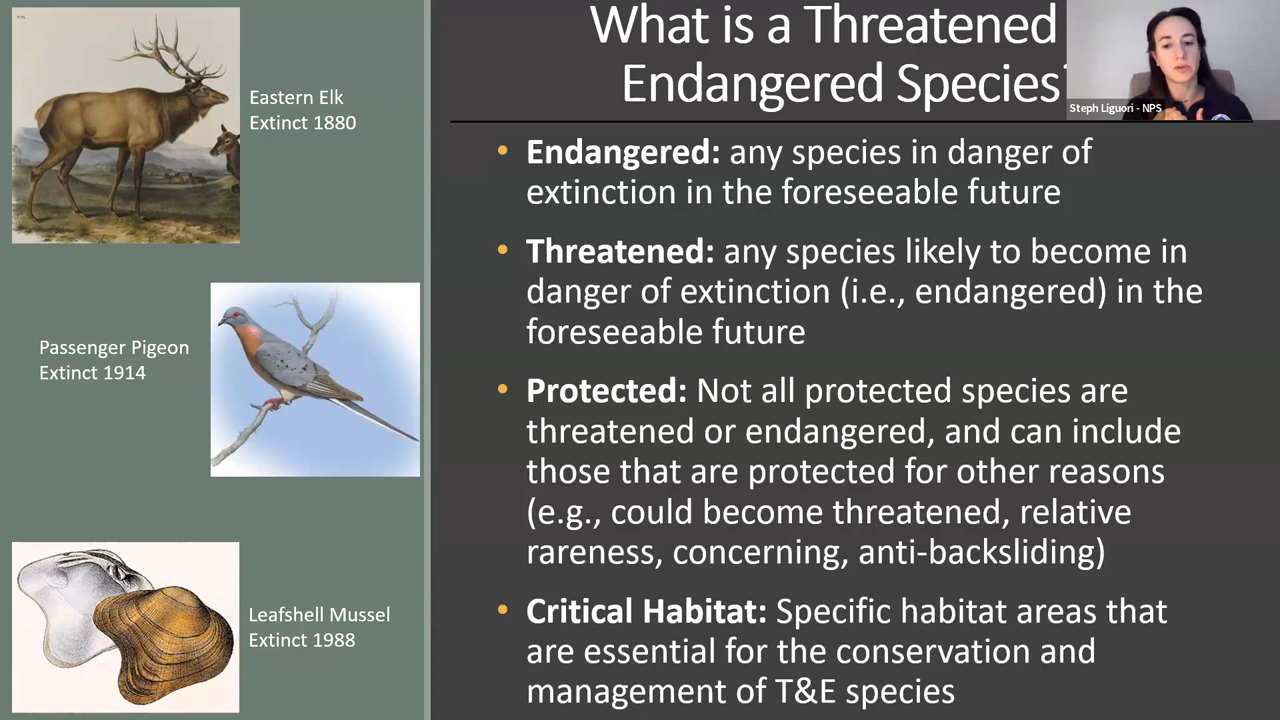 What is a Threatened
Endangered Species?
Steph Liguori - NPS
Eastern Elk
Extinct 1880
Passenger Pigeon
Extinct 1914
Leafshell Mussel
Extinct 1988
• Endangered: any species in danger of
extinction in the foreseeable future
• Threatened: any species likely to become in
danger of extinction (i.e., endangered) in the
foreseeable future
• Protected: Not all protected species are
threatened or endangered, and can include
those that are protected for other reasons
(e.g., could become threatened, relative
rareness, concerning, anti-backsliding)
• Critical Habitat: Specific habitat areas that
are essential for the conservation and
management of T&E species